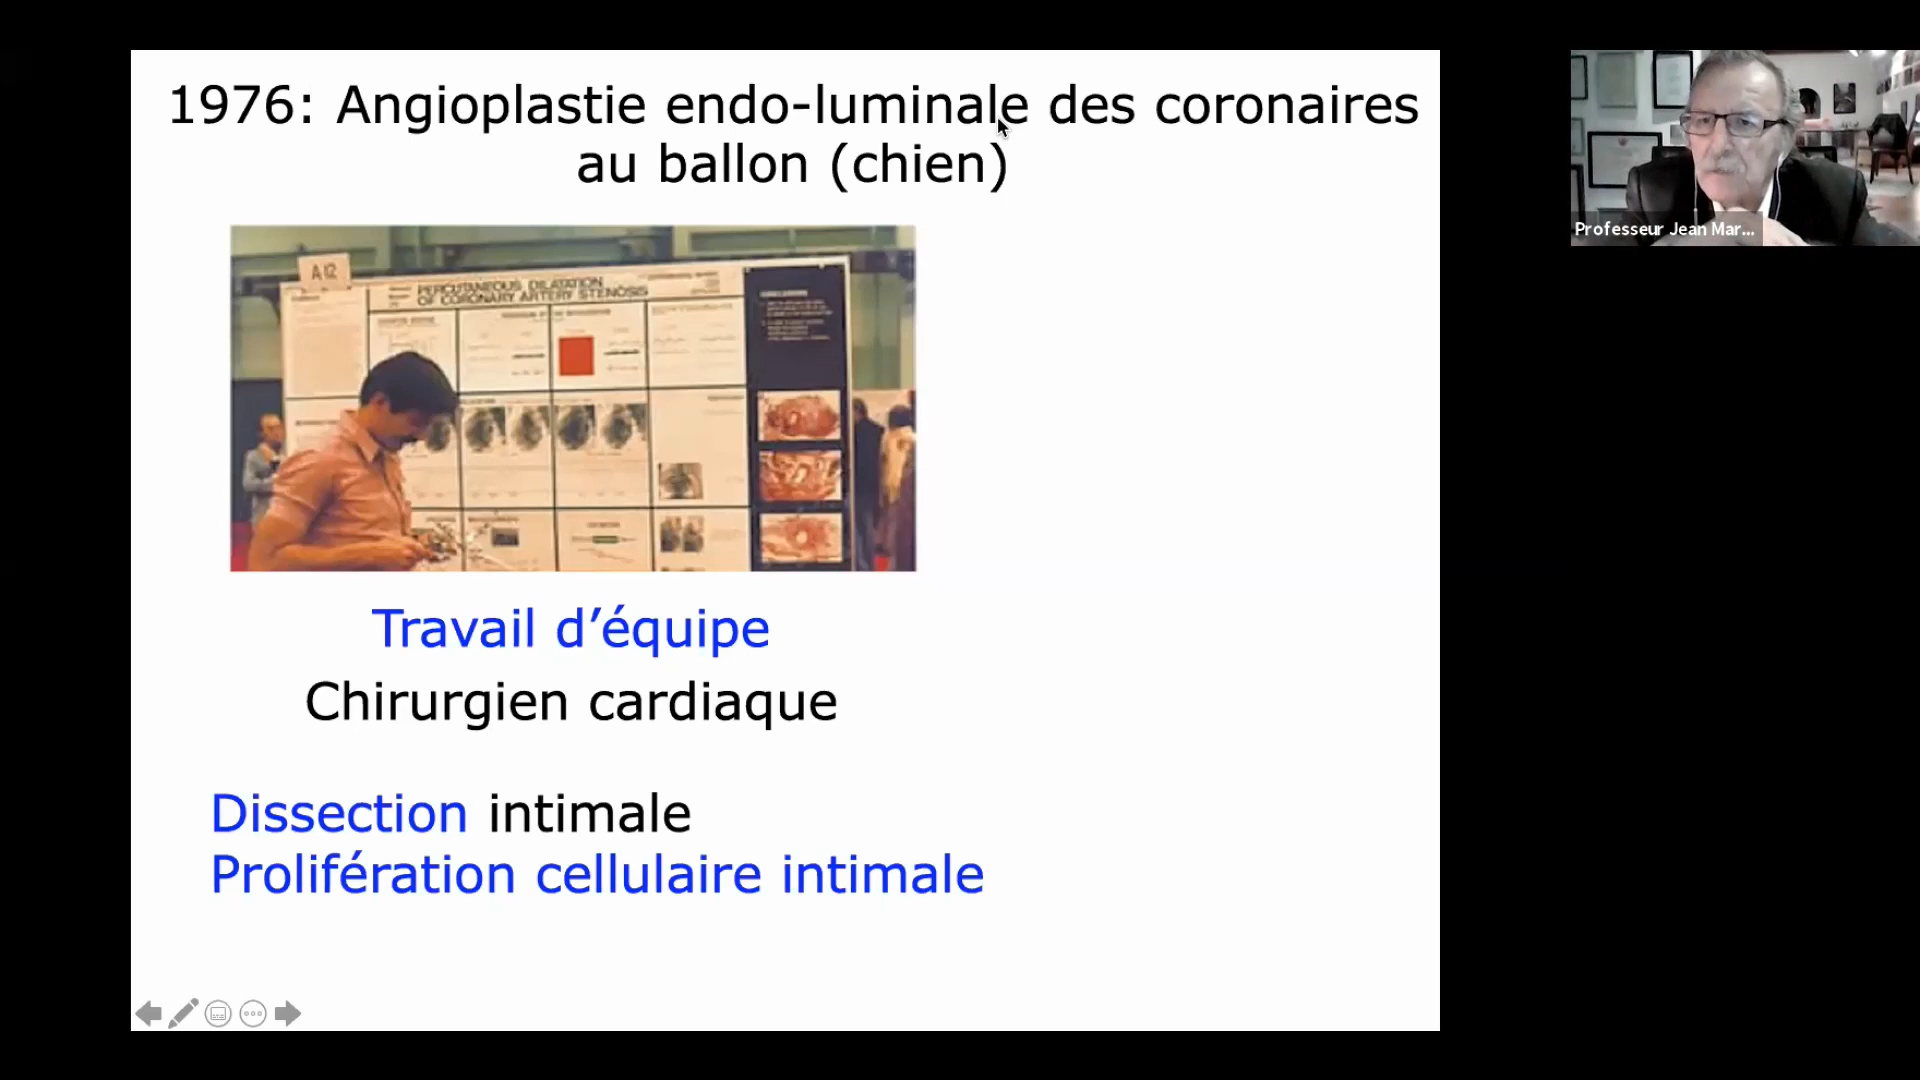 1976: Angioplastie endo-luminale des coronaires
au ballon (chien)
A12
PERCUTANEOUS DILATATION
OF CORONARY ARTERY STENOSIS
Travail d’équipe
Chirurgien cardiaque
Dissection intimale
Prolifération cellulaire intimale
Professeur Jean Mar...